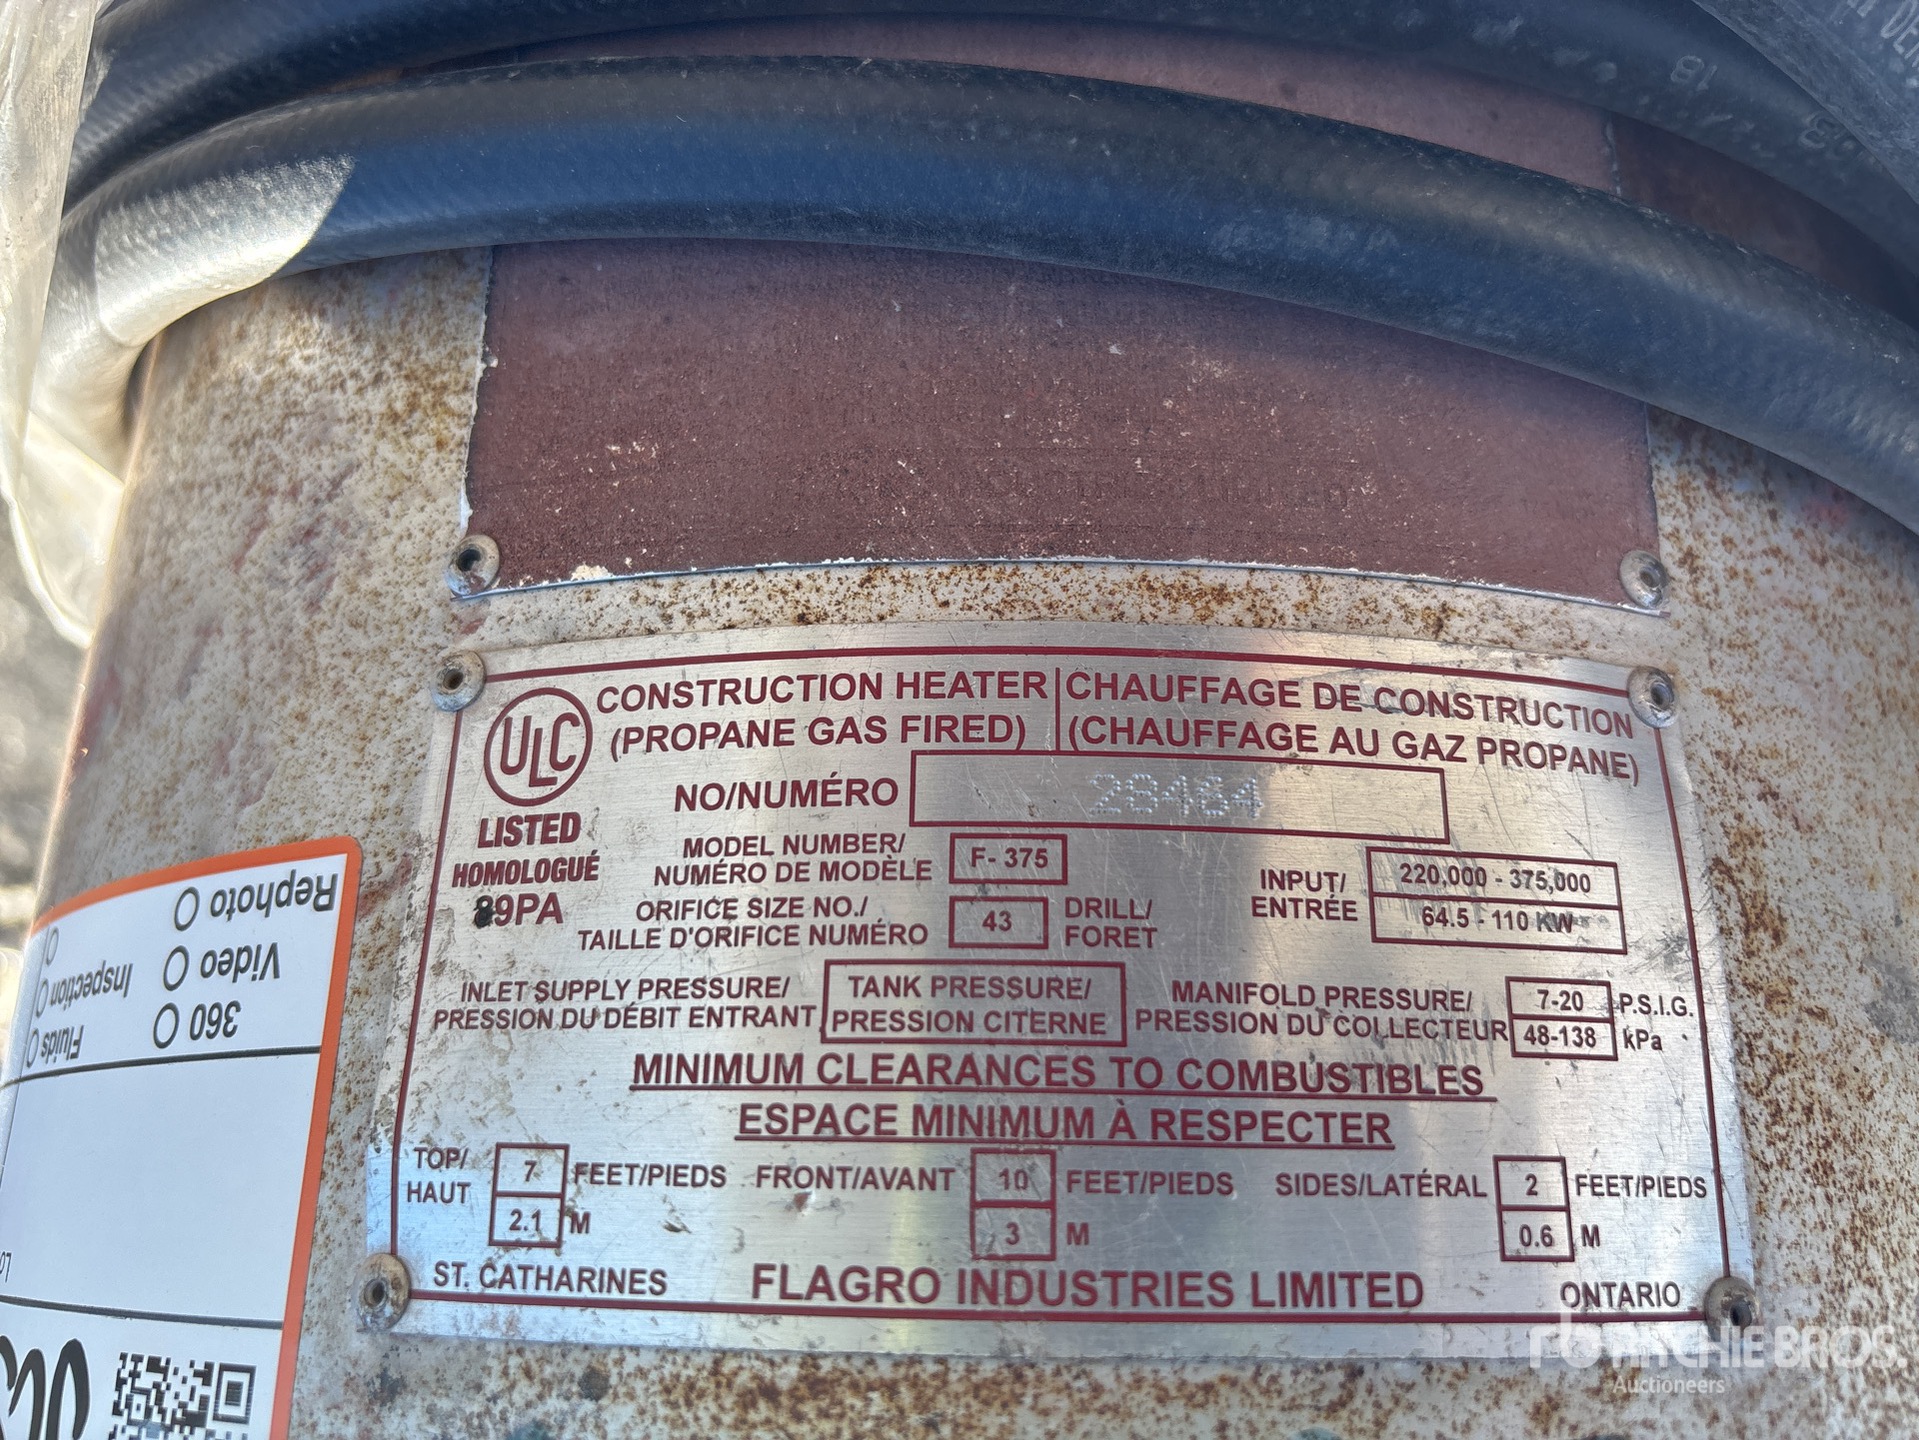 CONSTRUCTION HEATER
(PROPANE GAS FIRED)
CHAUFFAGE DE CONSTRUCTION
(CHAUFFAGE AU GAZ PROPANE)
ULC
LISTED
HOMOLOGUÉ
89PA
NO/NUMÉRO 28464
MODEL NUMBER/
NUMÉRO DE MODÈLE
F- 375
ORIFICE SIZE NO./
TAILLE D'ORIFICE NUMÉRO
43
DRILL/
FORET
INPUT/
ENTRÉE
220,000 - 375,000
64.5 - 110 KW
INLET SUPPLY PRESSURE/
PRESSION DU DÉBIT ENTRANT
TANK PRESSURE/
PRESSION CITERNE
MANIFOLD PRESSURE/
PRESSION DU COLLECTEUR
7-20 P.S.I.G.
48-138 kPa
MINIMUM CLEARANCES TO COMBUSTIBLES
ESPACE MINIMUM À RESPECTER
TOP/
HAUT
7 FEET/PIEDS
2.1 M
FRONT/AVANT
10 FEET/PIEDS
3 M
SIDES/LATÉRAL
2 FEET/PIEDS
0.6 M
ST. CATHARINES
FLAGRO INDUSTRIES LIMITED
ONTARIO
Rephoto
Video
Inspection
360
Fluids
RITCHIE BROS.
Auctioneers